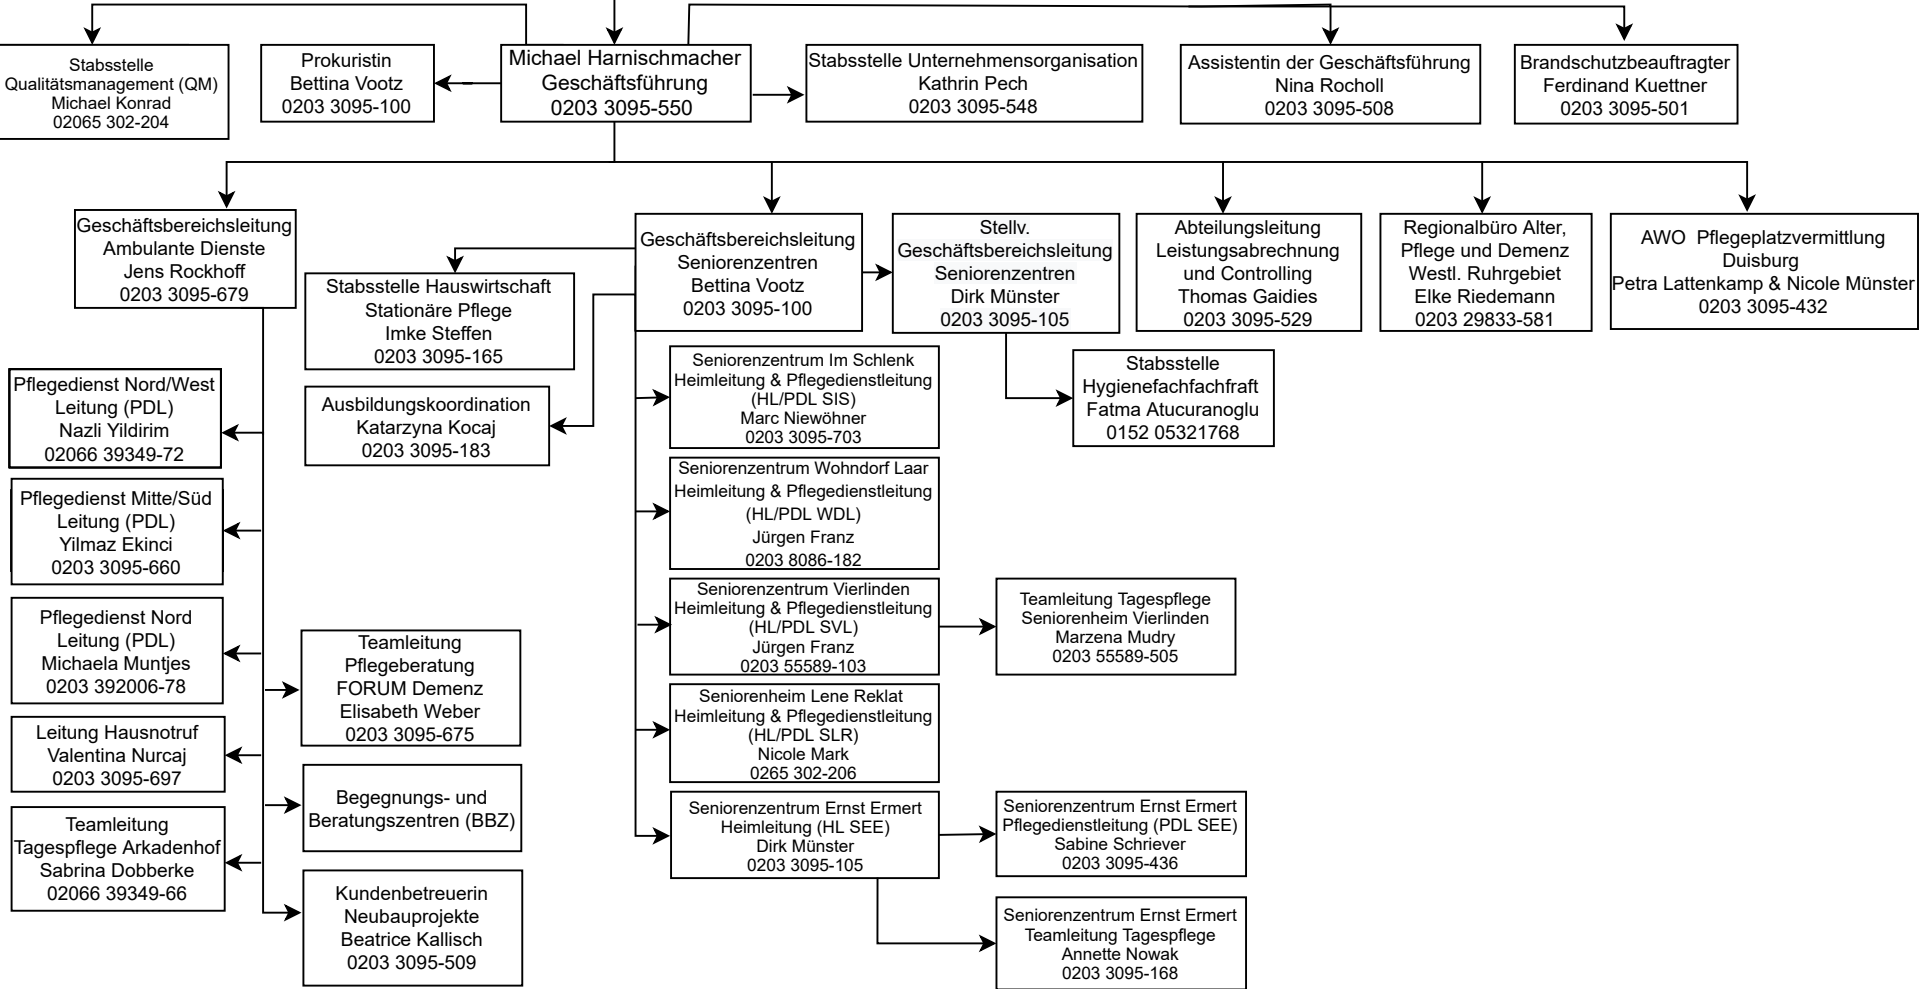 Stabsstelle
Qualitätsmanagement (QM)
Michael Konrad
02065 302-204
Prokuristin
Bettina Vootz
0203 3095-100
Michael Harnischmacher
Geschäftsführung
0203 3095-550
Stabsstelle Unternehmensorganisation
Kathrin Pech
0203 3095-548
Assistentin der Geschäftsführung
Nina Rocholl
0203 3095-508
Brandschutzbeauftragter
Ferdinand Kuettner
0203 3095-501
Geschäftsbereichsleitung
Ambulante Dienste
Jens Rockhoff
0203 3095-679
Stabsstelle Hauswirtschaft
Stationäre Pflege
Imke Steffen
0203 3095-165
Ausbildungskoordination
Katarzyna Kocaj
0203 3095-183
Geschäftsbereichsleitung
Seniorenzentren
Bettina Vootz
0203 3095-100
Stellv.
Geschäftsbereichsleitung
Seniorenzentren
Dirk Münster
0203 3095-105
Abteilungsleitung
Leistungsabrechnung
und Controlling
Thomas Gaidies
0203 3095-529
Regionalbüro Alter,
Pflege und Demenz
Westl. Ruhrgebiet
Elke Riedemann
0203 29833-581
AWO Pflegeplatzvermittlung
Duisburg
Petra Lattenkamp & Nicole Münster
0203 3095-432
Stabsstelle
Hygienefachfachfraft
Fatma Atucuranoglu
0152 05321768
Pflegedienst Nord/West
Leitung (PDL)
Nazli Yildirim
02066 39349-72
Pflegedienst Mitte/Süd
Leitung (PDL)
Yilmaz Ekinci
0203 3095-660
Pflegedienst Nord
Leitung (PDL)
Michaela Muntjes
0203 392006-78
Leitung Hausnotruf
Valentina Nurcaj
0203 3095-697
Teamleitung
Tagespflege Arkadenhof
Sabrina Dobberke
02066 39349-66
Teamleitung
Pflegeberatung
FORUM Demenz
Elisabeth Weber
0203 3095-675
Begegnungs- und
Beratungszentren (BBZ)
Kundenbetreuerin
Neubauprojekte
Beatrice Kallisch
0203 3095-509
Seniorenzentrum Im Schlenk
Heimleitung & Pflegedienstleitung
(HL/PDL SIS)
Marc Niewöhner
0203 3095-703
Seniorenzentrum Wohndorf Laar
Heimleitung & Pflegedienstleitung
(HL/PDL WDL)
Jürgen Franz
0203 8086-182
Seniorenzentrum Vierlinden
Heimleitung & Pflegedienstleitung
(HL/PDL SVL)
Jürgen Franz
0203 55589-103
Teamleitung Tagespflege
Seniorenheim Vierlinden
Marzena Mudry
0203 55589-505
Seniorenheim Lene Reklat
Heimleitung & Pflegedienstleitung
(HL/PDL SLR)
Nicole Mark
0265 302-206
Seniorenzentrum Ernst Ermert
Heimleitung (HL SEE)
Dirk Münster
0203 3095-105
Seniorenzentrum Ernst Ermert
Pflegedienstleitung (PDL SEE)
Sabine Schriever
0203 3095-436
Seniorenzentrum Ernst Ermert
Teamleitung Tagespflege
Annette Nowak
0203 3095-168